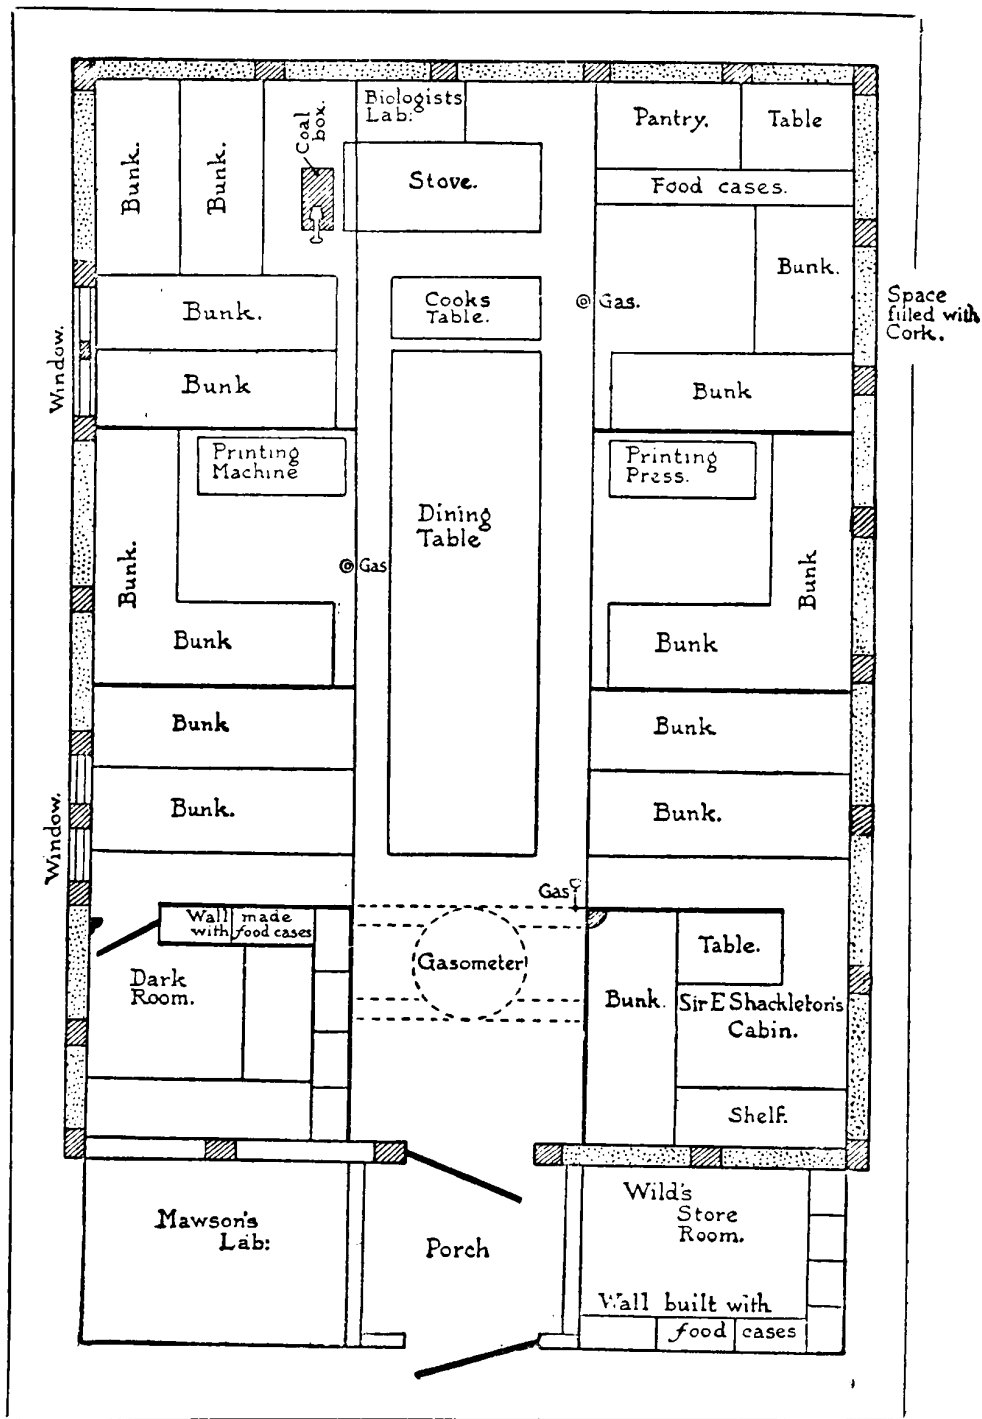 Biologists
Lab:
Coal
box.
Pantry.
Table
Bunk.
Bunk.
Stove.
Food cases.
Bunk.
Bunk.
Cooks
Table.
Gas.
Space
filled with
Cork.
Window.
Bunk
Bunk
Printing
Machine
Printing
Press.
Dining
Table
Bunk.
Gas
Bunk
Bunk
Bunk
Bunk
Bunk
Bunk.
Bunk.
Window.
Gas
Wall made
with food cases
Dark
Room.
Gasometer
Table.
Bunk.
Sir E Shackleton's
Cabin.
Shelf.
Mawson's
Lab:
Porch
Wild's
Store
Room.
Wall built with
food cases